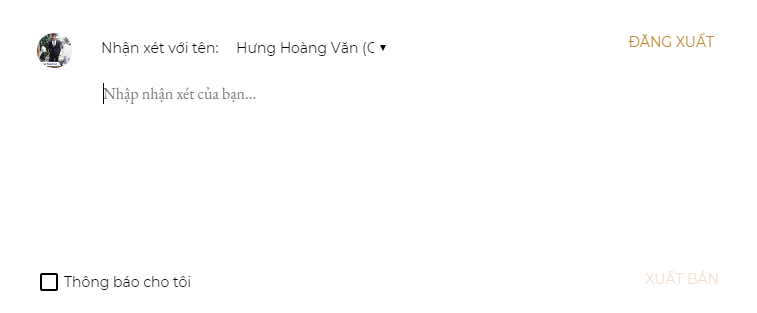 Nhận xét với tên: Hưng Hoàng Văn (C
ĐĂNG XUẤT
Nhập nhận xét của bạn...
Thông báo cho tôi
XUẤT BẢN